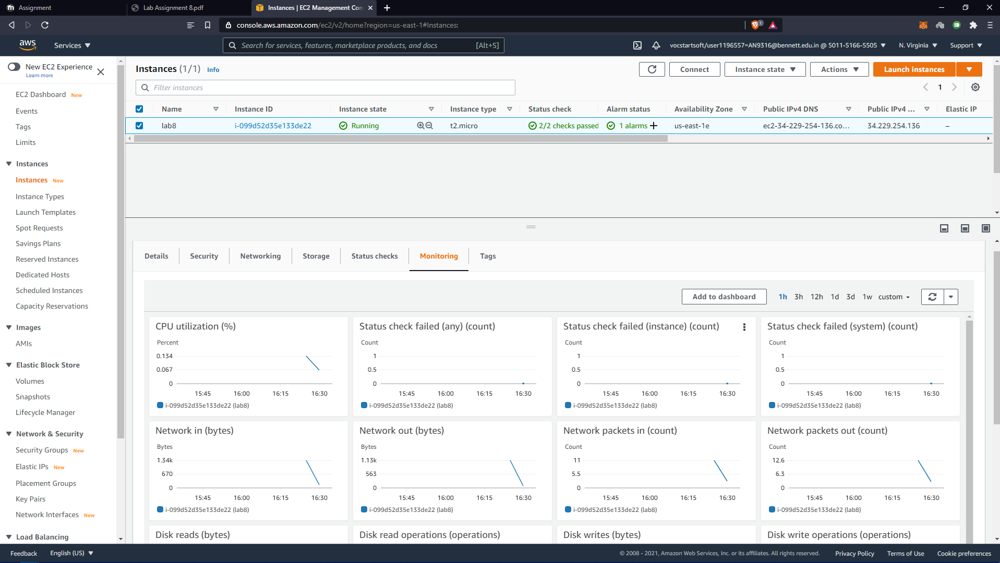 Assignment
Lab Assignment 8.pdf
Instances | EC2 Management Con
console.aws.amazon.com/ec2/v2/home?region=us-east-1#Instances:
1
aws
Services
Search for services, features, marketplace products, and docs [Alt+S]
vocstartsoft/user1196557=AN9316@bennett.edu.in @ 5011-5166-5505
N. Virginia
Support
New EC2 Experience
Learn more
EC2 Dashboard New
Events
Tags
Limits
Instances
Instances New
Instance Types
Launch Templates
Spot Requests
Savings Plans
Reserved Instances
Dedicated Hosts
Scheduled Instances
Capacity Reservations
Images
AMIs
Elastic Block Store
Volumes
Snapshots
Lifecycle Manager
Network & Security
Security Groups New
Elastic IPs New
Placement Groups
Key Pairs
Network Interfaces New
Load Balancing
Instances (1/1) Info
Connect
Instance state
Actions
Launch instances
Filter instances
1
Name Instance ID Instance state Instance type Status check Alarm status Availability Zone Public IPv4 DNS Public IPv4 ... Elastic IP
lab8 i-099d52d35e133de22 Running t2.micro 2/2 checks passed 1 alarms us-east-1e ec2-34-229-254-136.co... 34.229.254.136 –
Details Security Networking Storage Status checks Monitoring Tags
Add to dashboard 1h 3h 12h 1d 3d 1w custom
CPU utilization (%)
Percent
0.134
0.067
0
15:45 16:00 16:15 16:30
i-099d52d35e133de22 (lab8)
Status check failed (any) (count)
Count
1
0.5
0
15:45 16:00 16:15 16:30
i-099d52d35e133de22 (lab8)
Status check failed (instance) (count)
Count
1
0.5
0
15:45 16:00 16:15 16:30
i-099d52d35e133de22 (lab8)
Status check failed (system) (count)
Count
1
0.5
0
15:45 16:00 16:15 16:30
i-099d52d35e133de22 (lab8)
Network in (bytes)
Bytes
1.34k
670
0
15:45 16:00 16:15 16:30
i-099d52d35e133de22 (lab8)
Network out (bytes)
Bytes
1.13k
563
0
15:45 16:00 16:15 16:30
i-099d52d35e133de22 (lab8)
Network packets in (count)
Count
11
5.5
0
15:45 16:00 16:15 16:30
i-099d52d35e133de22 (lab8)
Network packets out (count)
Count
12.6
6.3
0
15:45 16:00 16:15 16:30
i-099d52d35e133de22 (lab8)
Disk reads (bytes)
Disk read operations (operations)
Disk writes (bytes)
Disk write operations (operations)
Feedback
English (US)
© 2008 - 2021, Amazon Web Services, Inc. or its affiliates. All rights reserved.
Privacy Policy
Terms of Use
Cookie preferences